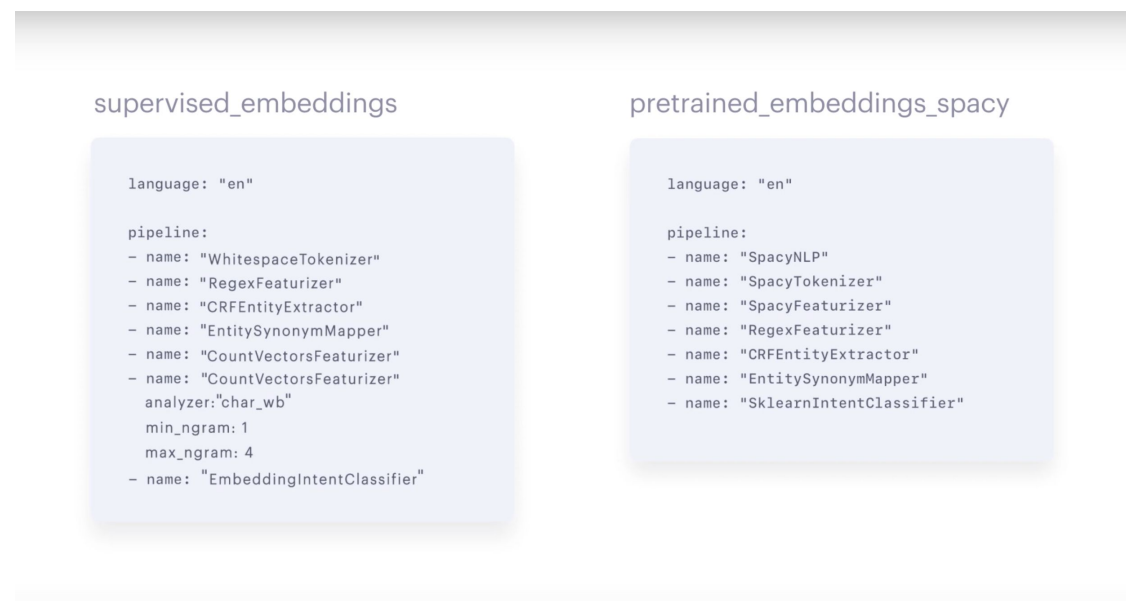 supervised_embeddings
language: "en"
pipeline:
– name: "WhitespaceTokenizer"
– name: "RegexFeaturizer"
– name: "CRFEntityExtractor"
– name: "EntitySynonymMapper"
– name: "CountVectorsFeaturizer"
– name: "CountVectorsFeaturizer"
analyzer:"char_wb"
min_ngram: 1
max_ngram: 4
– name: "EmbeddingIntentClassifier"
pretrained_embeddings_spacy
language: "en"
pipeline:
– name: "SpacyNLP"
– name: "SpacyTokenizer"
– name: "SpacyFeaturizer"
– name: "RegexFeaturizer"
– name: "CRFEntityExtractor"
– name: "EntitySynonymMapper"
– name: "SklearnIntentClassifier"